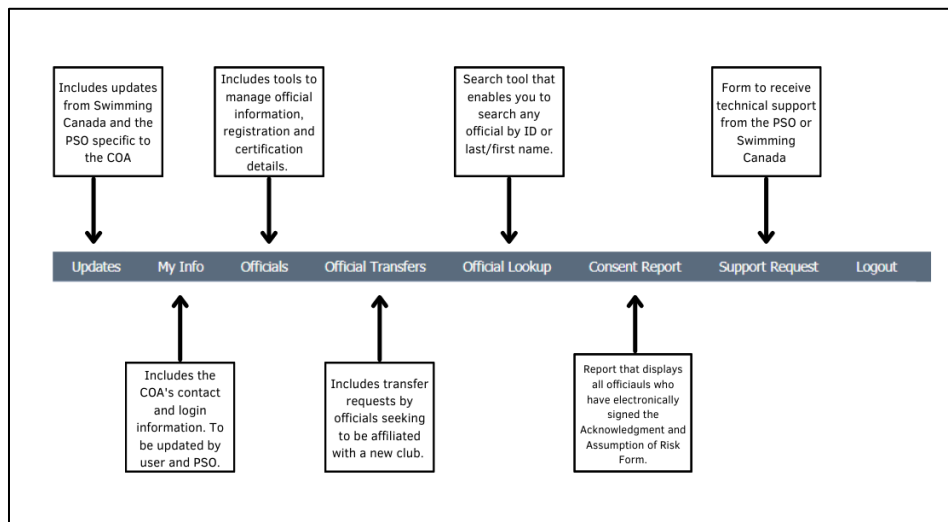 Includes updates
from Swimming
Canada and the
PSO specific to
the COA
Includes tools to
manage official
information,
registration and
certification
details.
Search tool that
enables you to
search any
official by ID or
last/first name.
Form to receive
technical support
from the PSO or
Swimming
Canada
Updates My Info Officials Official Transfers Official Lookup Consent Report Support Request Logout
Includes the
COA's contact
and login
information. To
be updated by
user and PSO.
Includes transfer
requests by
officials seeking
to be affiliated
with a new club.
Report that displays
all officiauls who
have electronically
signed the
Acknowledgment and
Assumption of Risk
Form.